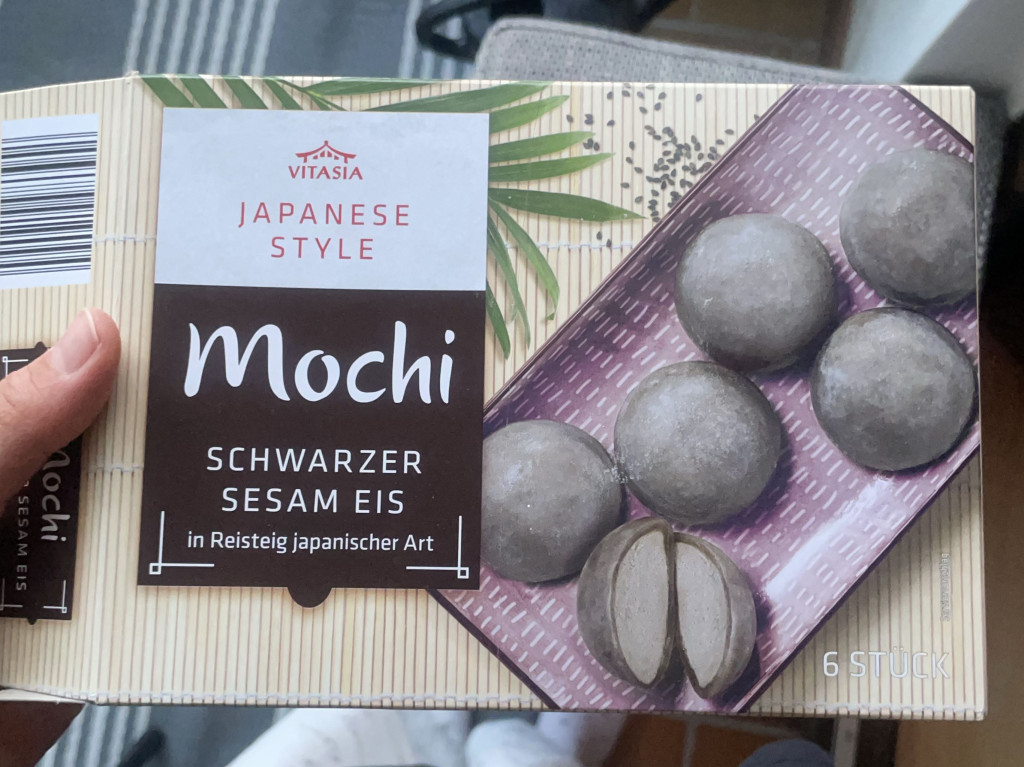 VITASIA
JAPANESE
STYLE
Mochi
SCHWARZER
SESAM EIS
in Reisteig japanischer Art
6 STÜCK
Mochi
SESAM EIS